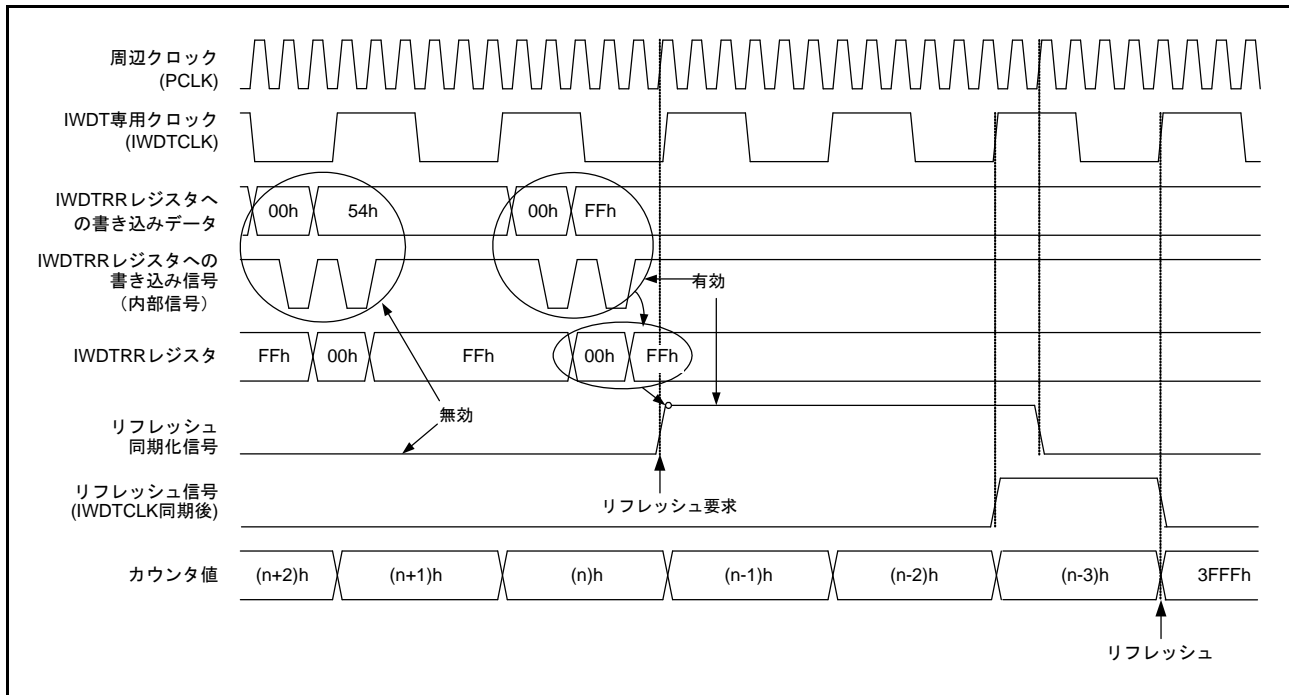 周辺クロック
(PCLK)
IWDT専用クロック
(IWDTCLK)
IWDTRRレジスタへ
の書き込みデータ
00h 54h 00h FFh
IWDTRRレジスタへの
書き込み信号
（内部信号）
有効
IWDTRRレジスタ
FFh 00h FFh 00h FFh
無効
リフレッシュ
同期化信号
リフレッシュ要求
リフレッシュ信号
(IWDTCLK同期後)
カウンタ値
(n+2)h (n+1)h (n)h (n-1)h (n-2)h (n-3)h 3FFFh
リフレッシュ